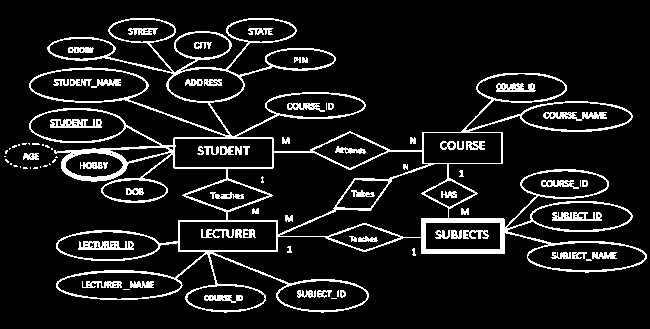 STREET
STATE
CITY
DOOR#
PIN
STUDENT_NAME
ADDRESS
COURSE_ID
COURSE_ID
COURSE_NAME
STUDENT_ID
M
N
STUDENT
Attends
COURSE
AGE
HOBBY
N
DOB
1
1
Teaches
Takes
HAS
COURSE_ID
M
M
M
SUBJECT_ID
LECTURER
Teaches
SUBJECTS
LECTURER_ID
1
1
SUBJECT_NAME
LECTURER_NAME
COURSE_ID
SUBJECT_ID